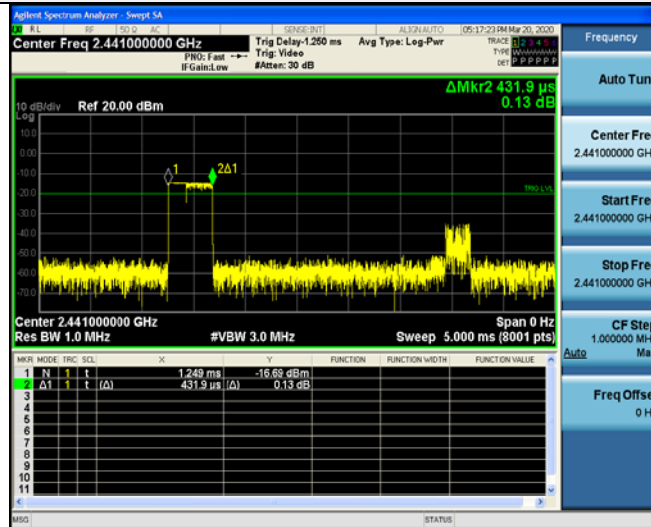 Agilent Spectrum Analyzer - Swept SA
RL RF 50 Ω AC SENSE:INT ALIGN AUTO 05:17:23 PM Mar 20, 2020
Center Freq 2.441000000 GHz
PNO: Fast
IFGain:Low
Trig Delay-1.250 ms
Trig: Video
#Atten: 30 dB
Avg Type: Log-Pwr
TRACE 1 2 3 4 5 6
TYPE
DET P P P P P P
ΔMkr2 431.9 µs
0.13 dB
10 dB/div Ref 20.00 dBm
Log
10.0
0.00
-10.0
-20.0
-30.0
-40.0
-50.0
-60.0
-70.0
1
2Δ1
TRIG LVL
Center 2.441000000 GHz Span 0 Hz
Res BW 1.0 MHz #VBW 3.0 MHz Sweep 5.000 ms (8001 pts)
MKR MODE TRC SCL X Y FUNCTION FUNCTION WIDTH FUNCTION VALUE
1 N 1 t 1.249 ms -16.69 dBm
2 Δ1 1 t (Δ) 431.9 µs (Δ) 0.13 dB
3
4
5
6
7
8
9
10
11
MSG STATUS
Frequency
Auto Tun
Center Fre
2.441000000 GH
Start Fre
2.441000000 GH
Stop Fre
2.441000000 GH
CF Step
1.000000 MH
Auto Ma
Freq Offse
0 H